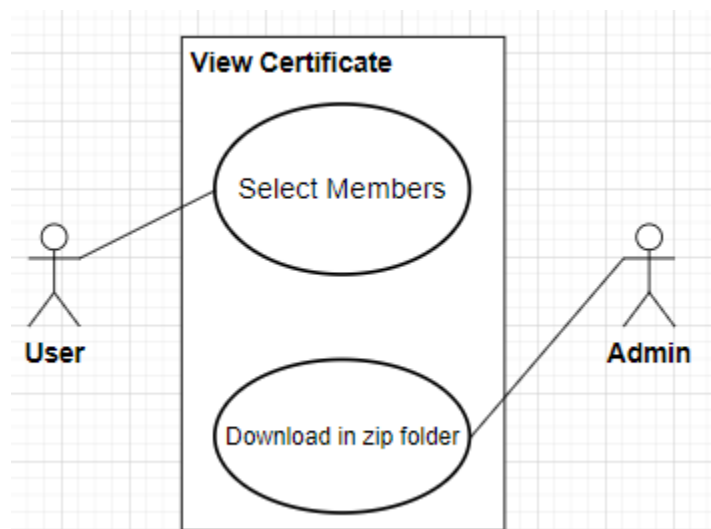 View Certificate
Select Members
User
Admin
Download in zip folder